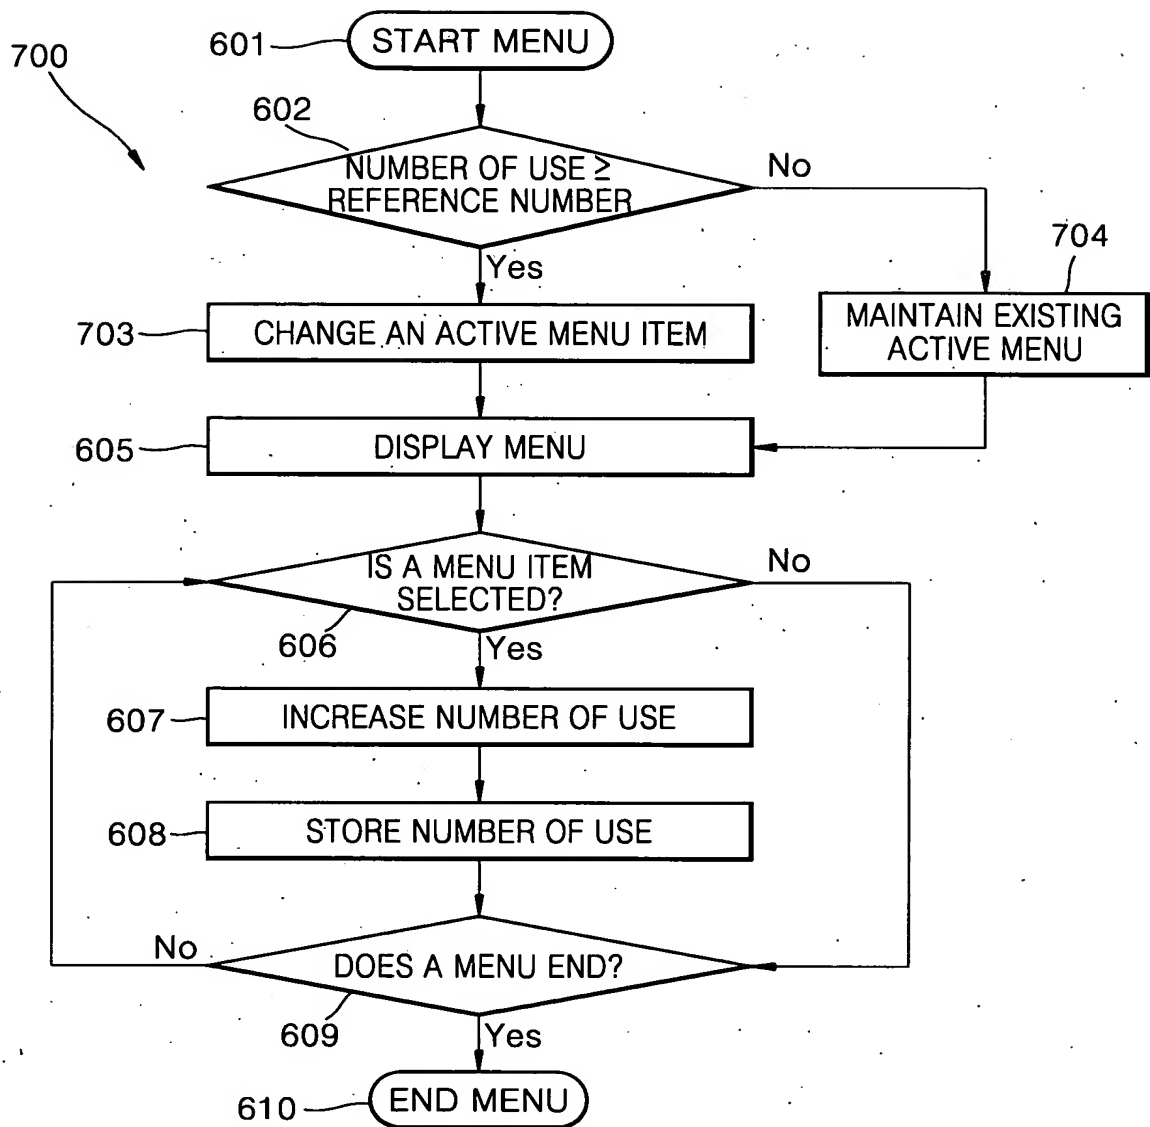 601
START MENU
700
602
NUMBER OF USE ≥
REFERENCE NUMBER
No
Yes
704
703
CHANGE AN ACTIVE MENU ITEM
MAINTAIN EXISTING
ACTIVE MENU
605
DISPLAY MENU
IS A MENU ITEM
SELECTED?
No
606
Yes
607
INCREASE NUMBER OF USE
608
STORE NUMBER OF USE
No
DOES A MENU END?
609
Yes
610
END MENU